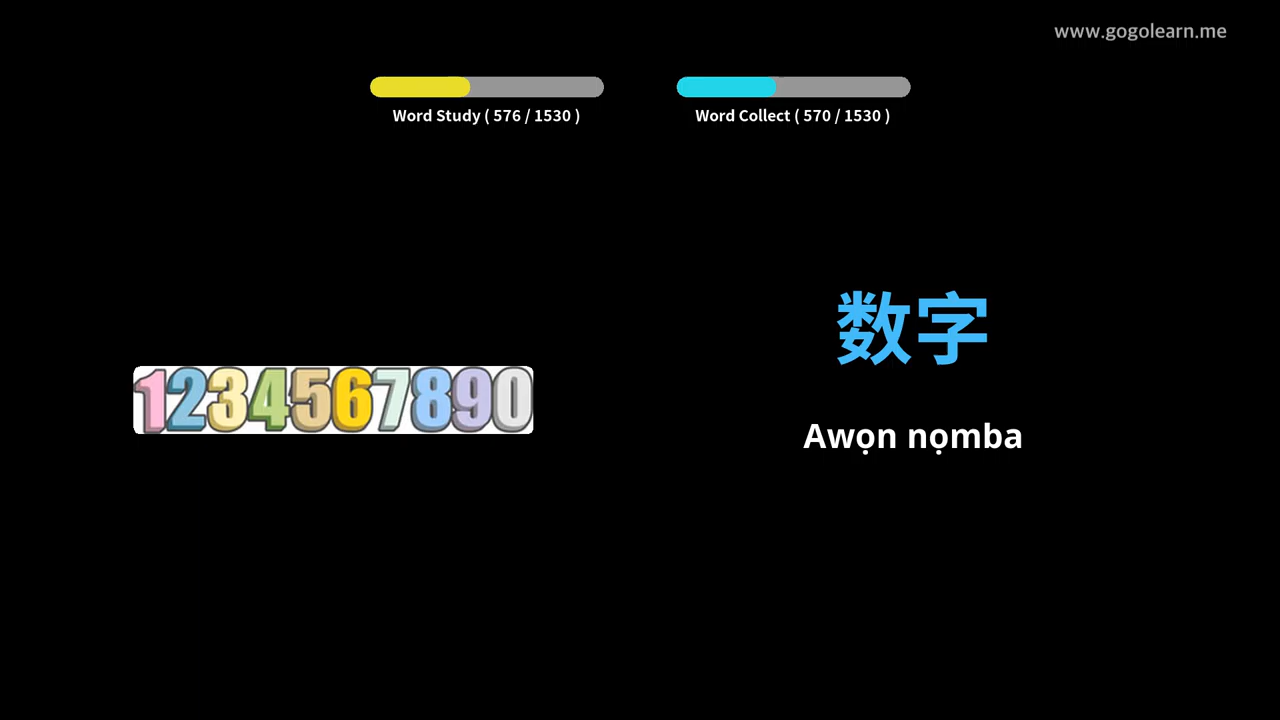 www.gogolearn.me
Word Study ( 576 / 1530 )
Word Collect ( 570 / 1530 )
数字
1234567890
Awọn nọmba